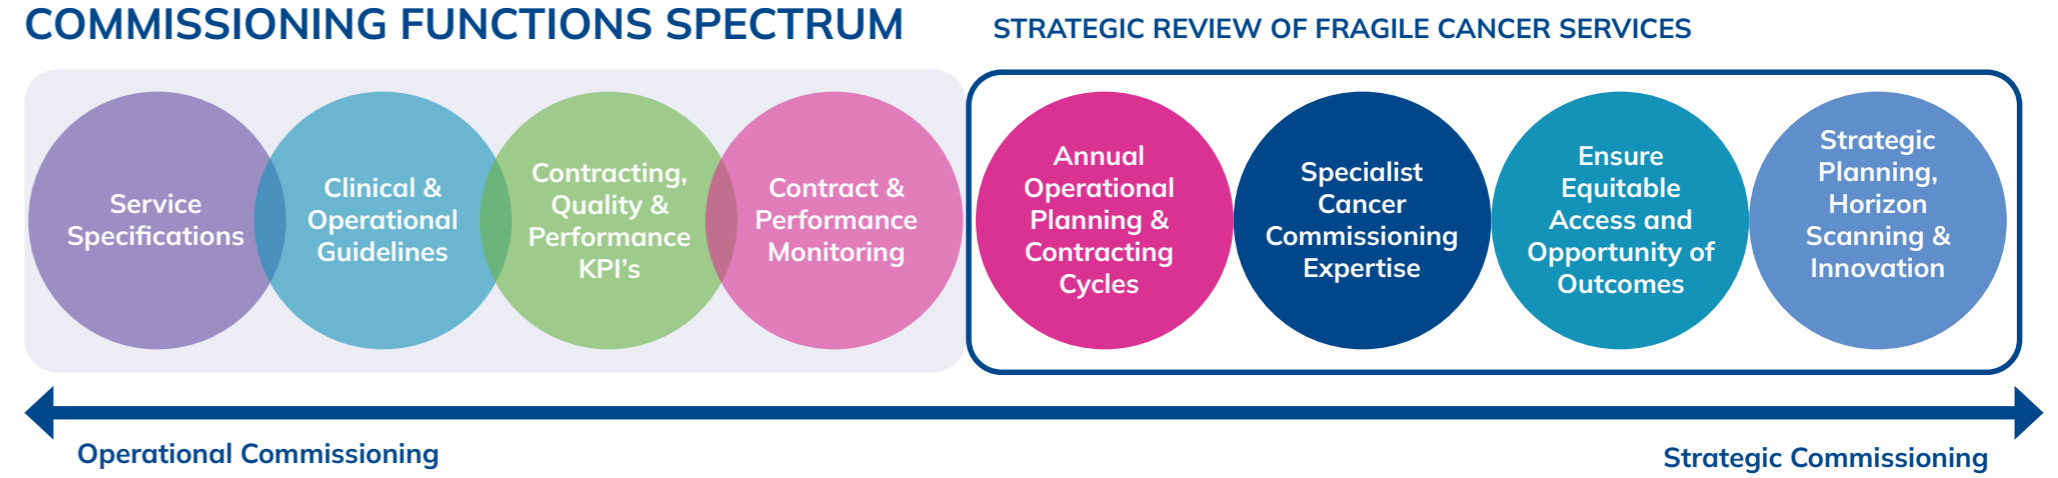 COMMISSIONING FUNCTIONS SPECTRUM
STRATEGIC REVIEW OF FRAGILE CANCER SERVICES
Service
Specifications
Clinical &
Operational
Guidelines
Contracting,
Quality &
Performance
KPI's
Contract &
Performance
Monitoring
Annual
Operational
Planning &
Contracting
Cycles
Specialist
Cancer
Commissioning
Expertise
Ensure
Equitable
Access and
Opportunity of
Outcomes
Strategic
Planning,
Horizon
Scanning &
Innovation
Operational Commissioning
Strategic Commissioning